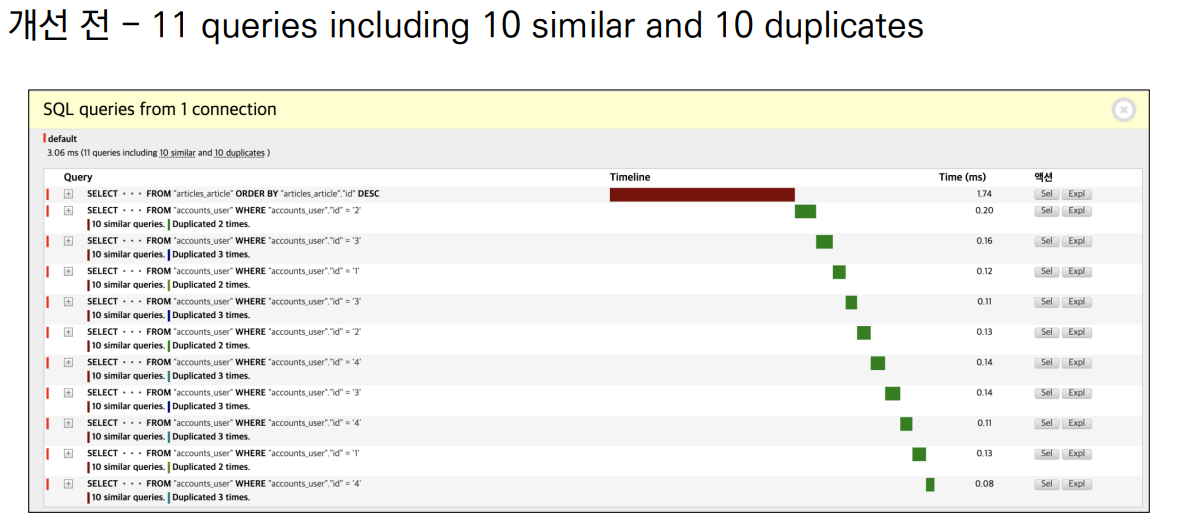 개선 전 – 11 queries including 10 similar and 10 duplicates
SQL queries from 1 connection
default
3.06 ms (11 queries including 10 similar and 10 duplicates )
Query Timeline Time (ms) 액션
+ SELECT ··· FROM "articles_article" ORDER BY "articles_article"."id" DESC 1.74 Sel Expl
+ SELECT ··· FROM "accounts_user" WHERE "accounts_user"."id" = '2' 0.20 Sel Expl
10 similar queries. Duplicated 2 times.
+ SELECT ··· FROM "accounts_user" WHERE "accounts_user"."id" = '3' 0.16 Sel Expl
10 similar queries. Duplicated 3 times.
+ SELECT ··· FROM "accounts_user" WHERE "accounts_user"."id" = '1' 0.12 Sel Expl
10 similar queries. Duplicated 2 times.
+ SELECT ··· FROM "accounts_user" WHERE "accounts_user"."id" = '3' 0.11 Sel Expl
10 similar queries. Duplicated 3 times.
+ SELECT ··· FROM "accounts_user" WHERE "accounts_user"."id" = '2' 0.13 Sel Expl
10 similar queries. Duplicated 2 times.
+ SELECT ··· FROM "accounts_user" WHERE "accounts_user"."id" = '4' 0.14 Sel Expl
10 similar queries. Duplicated 3 times.
+ SELECT ··· FROM "accounts_user" WHERE "accounts_user"."id" = '3' 0.14 Sel Expl
10 similar queries. Duplicated 3 times.
+ SELECT ··· FROM "accounts_user" WHERE "accounts_user"."id" = '4' 0.11 Sel Expl
10 similar queries. Duplicated 3 times.
+ SELECT ··· FROM "accounts_user" WHERE "accounts_user"."id" = '1' 0.13 Sel Expl
10 similar queries. Duplicated 2 times.
+ SELECT ··· FROM "accounts_user" WHERE "accounts_user"."id" = '4' 0.08 Sel Expl
10 similar queries. Duplicated 3 times.